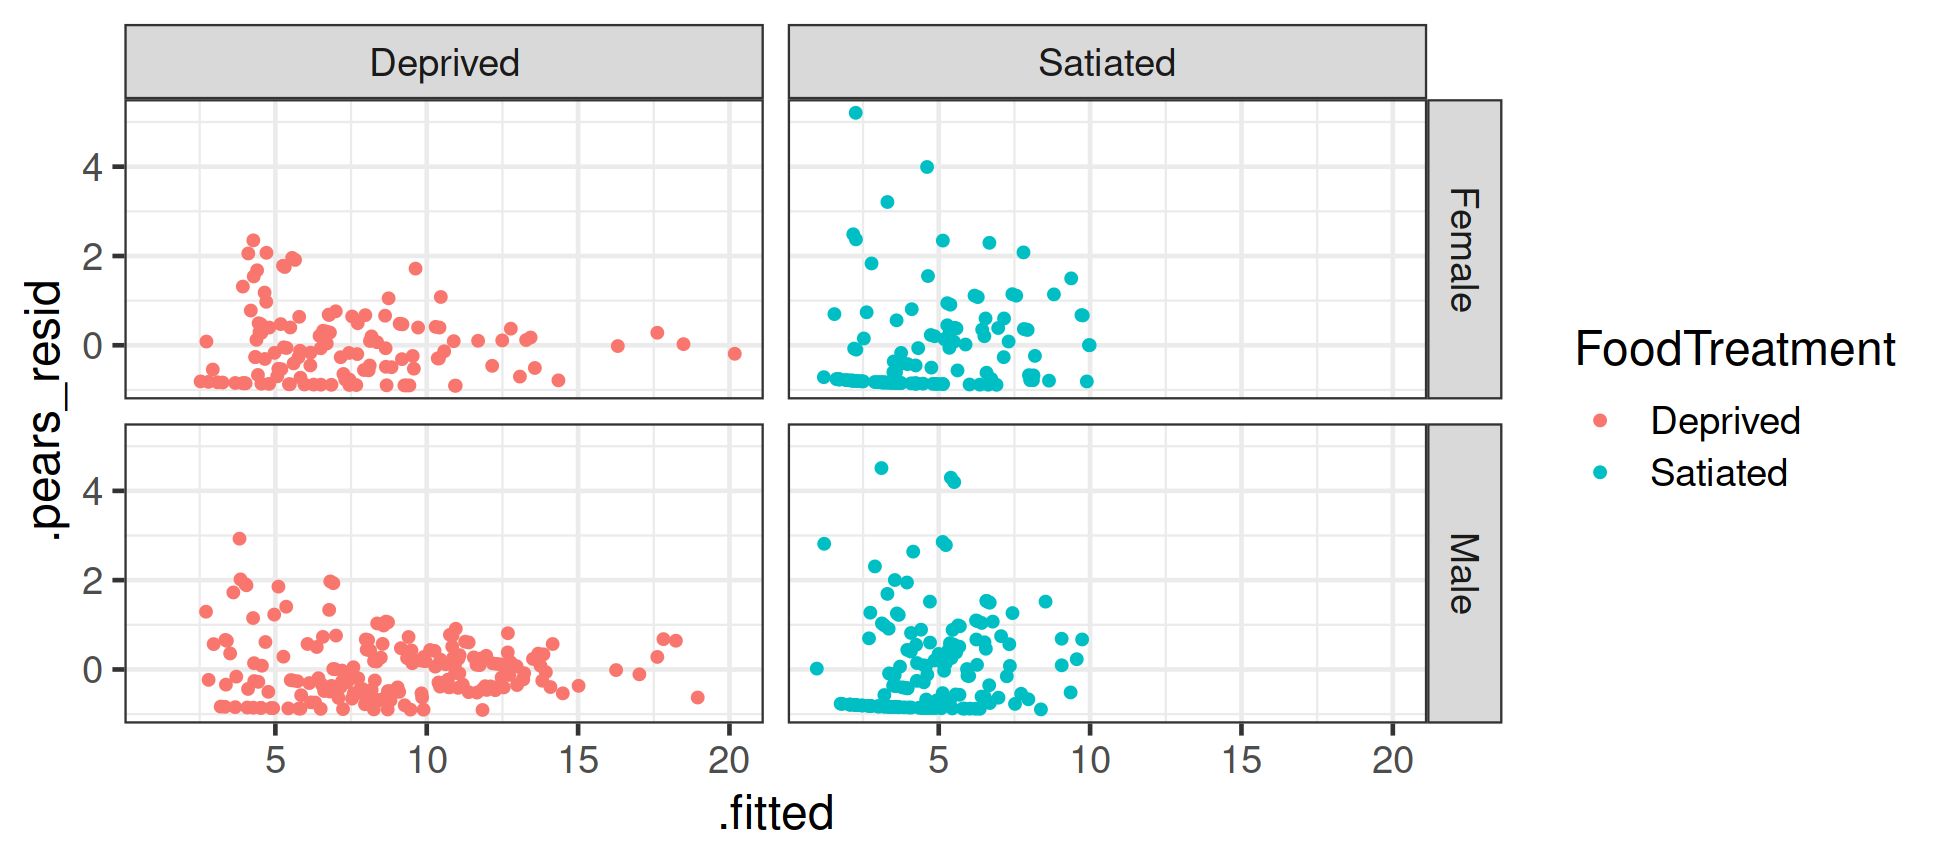 Deprived
Satiated
4
2
0
Female
4
2
0
Male
5 10 15 20
5 10 15 20
.fitted
.pears_resid
FoodTreatment
Deprived
Satiated